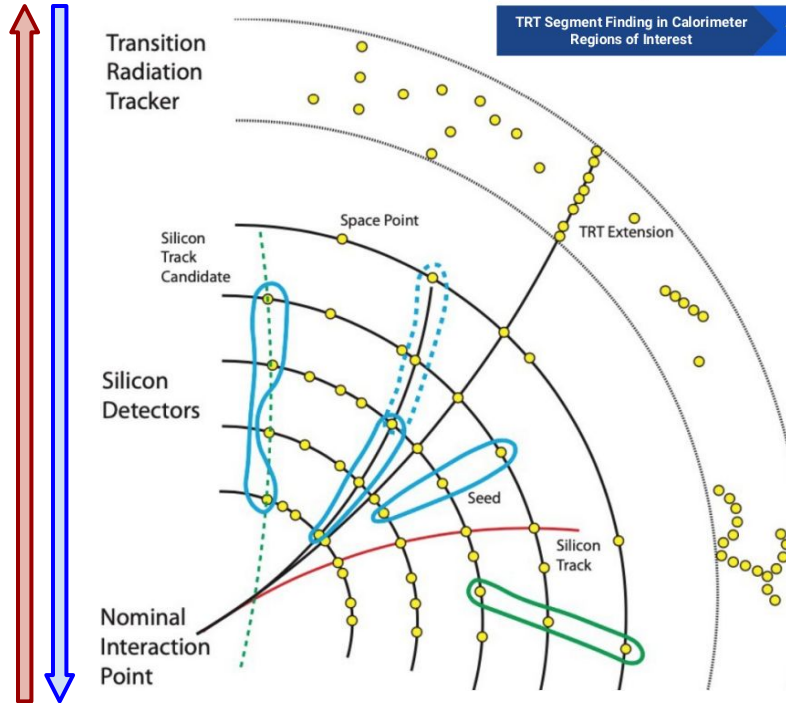 TRT Segment Finding in Calorimeter
Regions of Interest
Transition
Radiation
Tracker
Space Point
TRT Extension
Silicon
Track
Candidate
Silicon
Detectors
Seed
Silicon
Track
Nominal
Interaction
Point